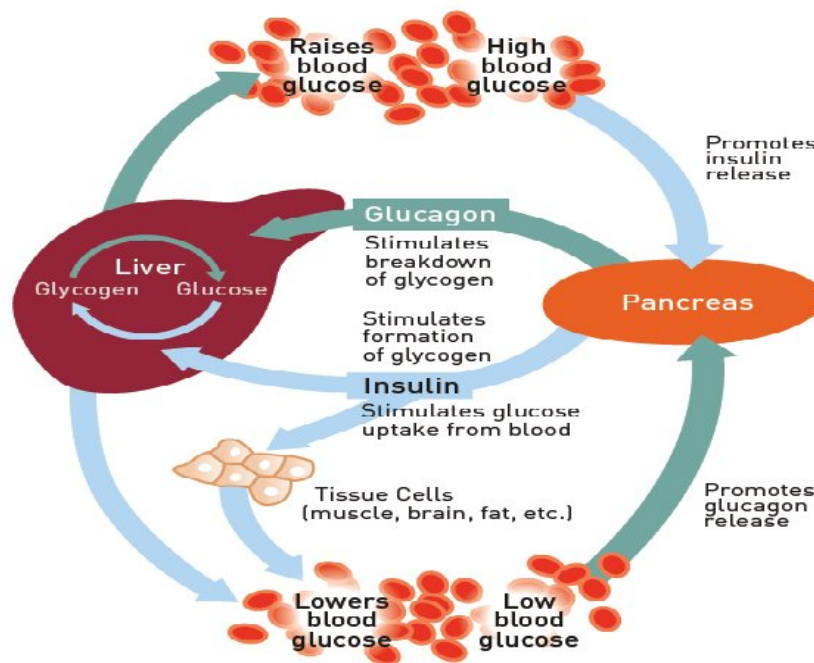 Raises
blood
glucose
High
blood
glucose
Promotes
insulin
release
Glucagon
Stimulates
breakdown
of glycogen
Liver
Glycogen
Glucose
Pancreas
Stimulates
formation
of glycogen
Insulin
Stimulates glucose
uptake from blood
Tissue Cells
(muscle, brain, fat, etc.)
Promotes
glucagon
release
Lowers
blood
glucose
Low
blood
glucose